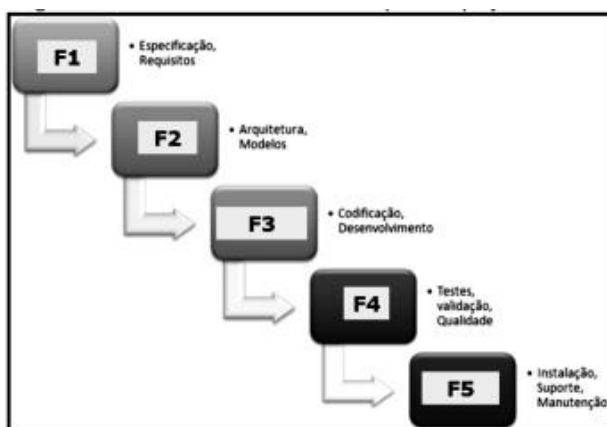 F1
• Especificação,
Requisitos
F2
• Arquitetura,
Modelos
F3
• Codificação,
Desenvolvimento
F4
• Testes,
validação,
Qualidade
F5
• Instalação,
Suporte,
Manutenção